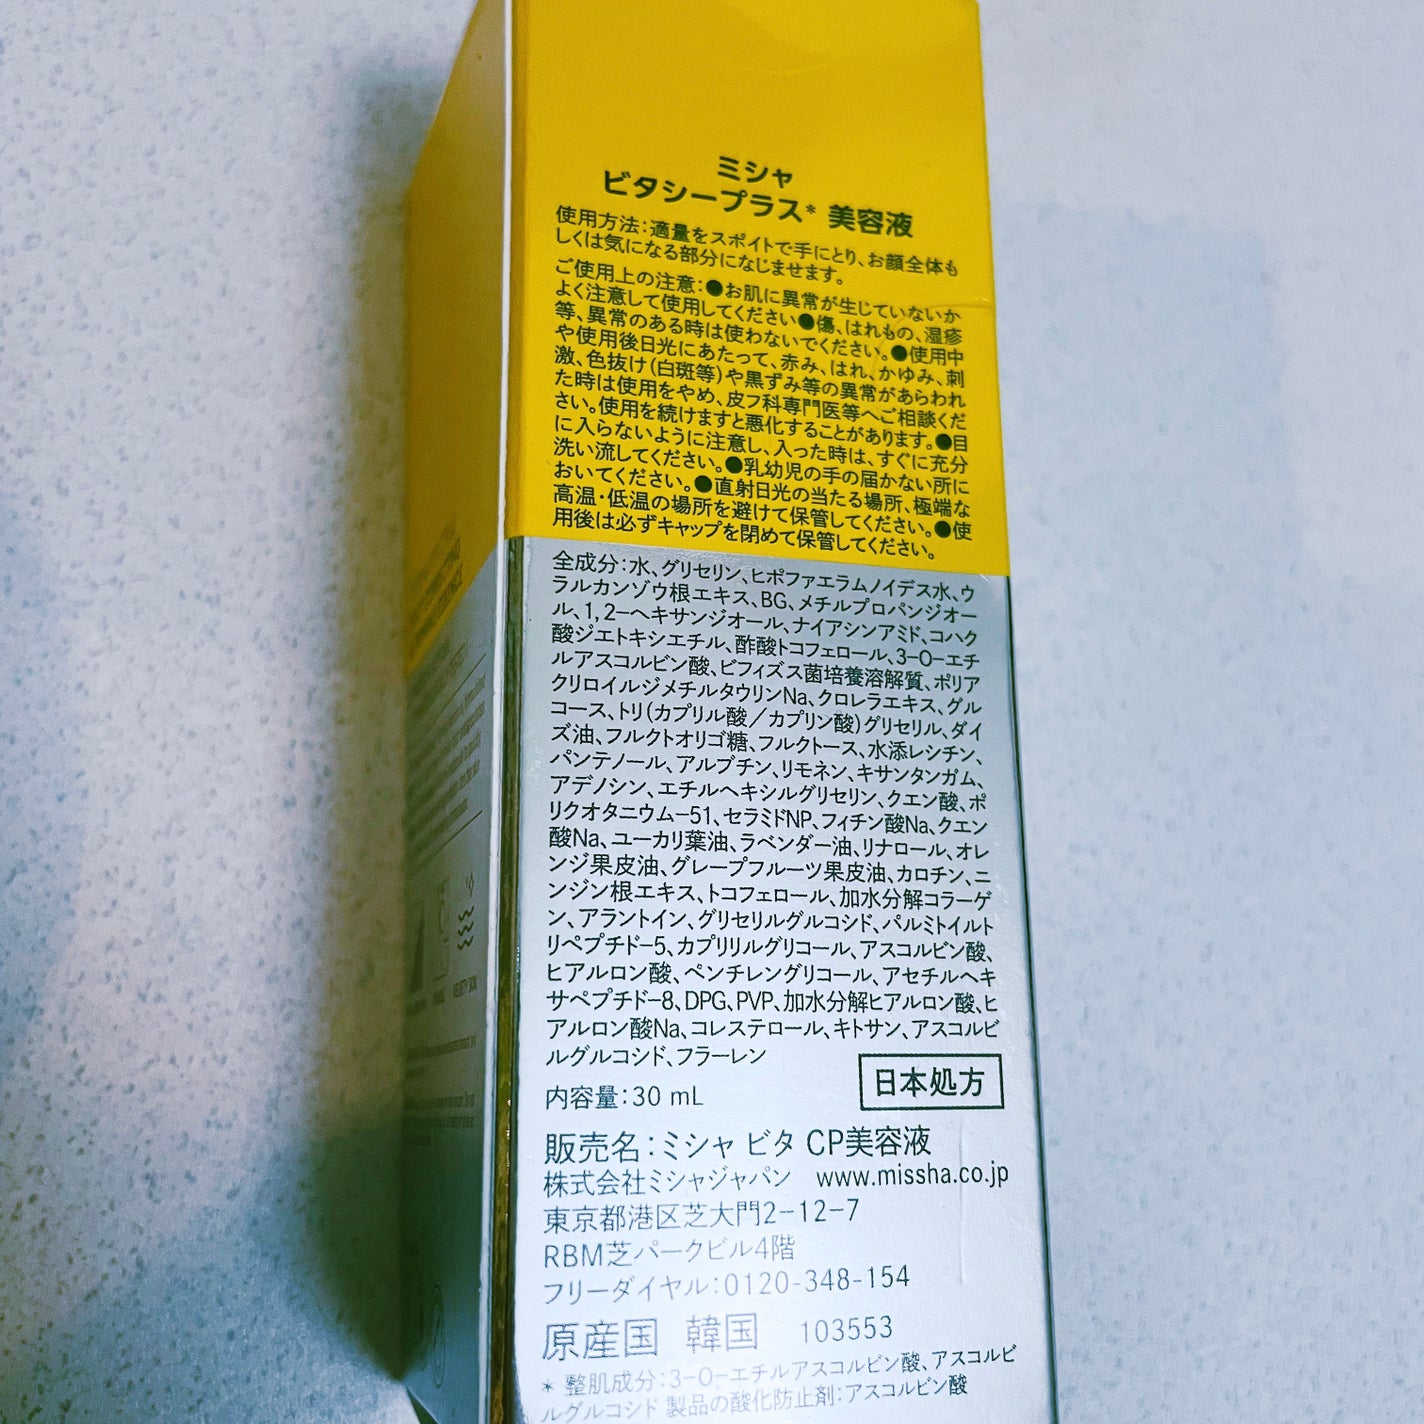 ミシャ
ビタシープラス* 美容液
使用方法:適量をスポイトで手にとり、お顔全体も
しくは気になる部分になじませます。
ご使用上の注意:●お肌に異常が生じていないか
よく注意して使用してください●傷、はれもの、湿疹
等、異常のある時は使わないでください。●使用中
や使用後日光にあたって、赤み、はれ、かゆみ、刺
激、色抜け(白斑等)や黒ずみ等の異常があらわれ
た時は使用をやめ、皮フ科専門医等へご相談くだ
さい。使用を続けますと悪化することがあります。●目
に入らないように注意し、入った時は、すぐに充分
洗い流してください。●乳幼児の手の届かない所に
おいてください。●直射日光の当たる場所、極端な
高温・低温の場所を避けて保管してください。●使
用後は必ずキャップを閉めて保管してください。
全成分:水、グリセリン、ヒポファエラムノイデス水、ウ
ラルカンゾウ根エキス、BG、メチルプロパンジオー
ル、1,2-ヘキサンジオール、ナイアシンアミド、コハク
酸ジエトキシエチル、酢酸トコフェロール、3-O-エチ
ルアスコルビン酸、ビフィズス菌培養溶解質、ポリア
クリロイルジメチルタウリンNa、クロレラエキス、グル
コース、トリ(カプリル酸/カプリン酸)グリセリル、ダイ
ズ油、フルクトオリゴ糖、フルクトース、水添レシチン、
パンテノール、アルブチン、リモネン、キサンタンガム、
アデノシン、エチルヘキシルグリセリン、クエン酸、ポ
リクオタニウム-51、セラミドNP、フィチン酸Na、クエン
酸Na、ユーカリ葉油、ラベンダー油、リナロール、オレ
ンジ果皮油、グレープフルーツ果皮油、カロチン、ニ
ンジン根エキス、トコフェロール、加水分解コラーゲ
ン、アラントイン、グリセリルグルコシド、パルミトイルト
リペプチド-5、カプリリルグリコール、アスコルビン酸、
ヒアルロン酸、ペンチレングリコール、アセチルヘキ
サペプチド-8、DPG、PVP、加水分解ヒアルロン酸、ヒ
アルロン酸Na、コレステロール、キトサン、アスコルビ
ルグルコシド、フラーレン
内容量:30 mL
日本処方
販売名:ミシャ ビタ CP美容液
株式会社ミシャジャパン www.missha.co.jp
東京都港区芝大門2-12-7
RBM芝パークビル4階
フリーダイヤル:0120-348-154
原産国 韓国 103553
* 整肌成分:3-O-エチルアスコルビン酸、アスコルビ
ルグルコシド 製品の酸化防止剤:アスコルビン酸